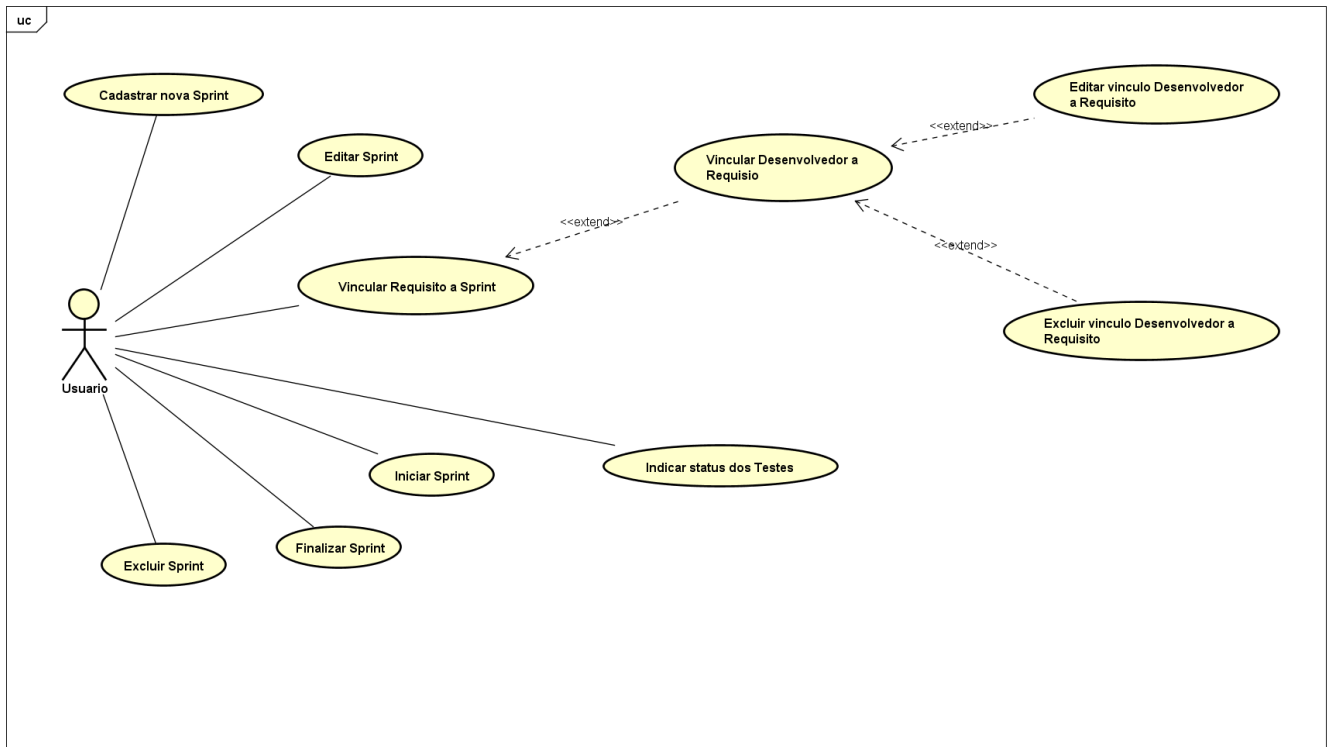 uc
Cadastrar nova Sprint
Editar Sprint
Vincular Requisito a Sprint
Vincular Desenvolvedor a
Requisio
<<extend>>
Editar vinculo Desenvolvedor
a Requisito
<<extend>>
<<extend>>
Excluir vinculo Desenvolvedor a
Requisito
Usuario
Indicar status dos Testes
Iniciar Sprint
Finalizar Sprint
Excluir Sprint